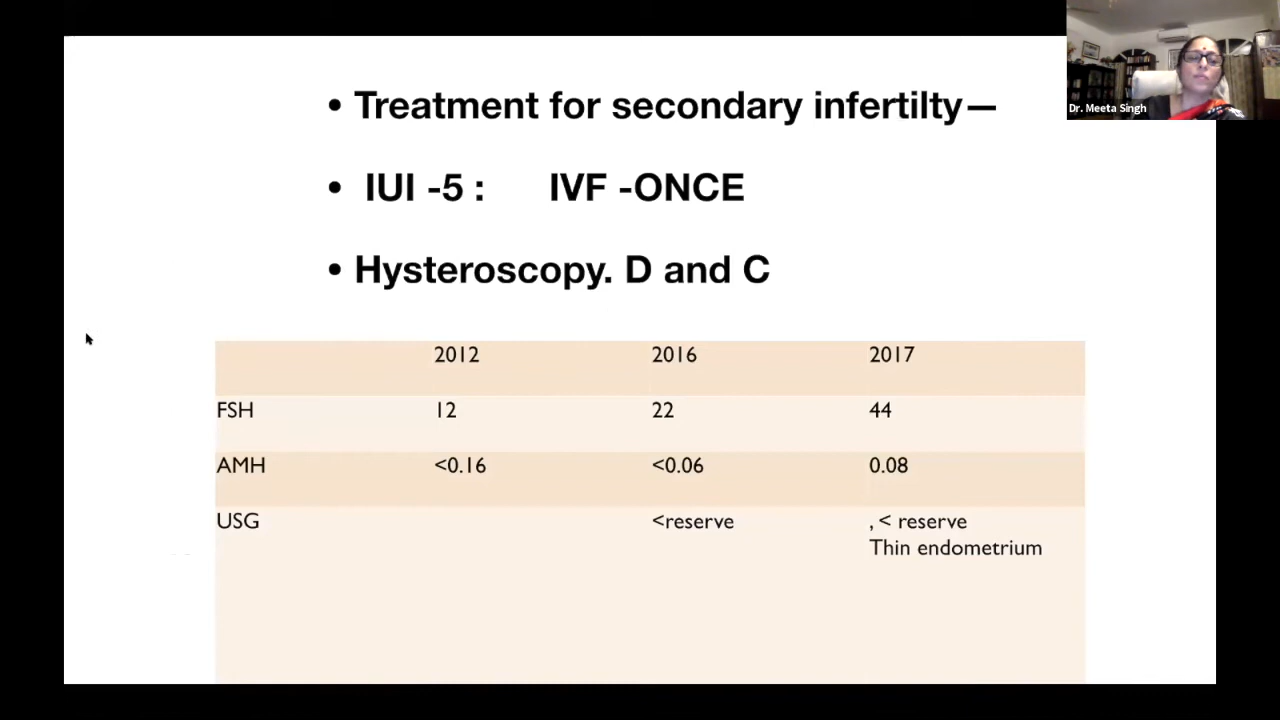 • Treatment for secondary infertilty—
• IUI -5 : IVF -ONCE
• Hysteroscopy. D and C
Dr. Meeta Singh
2012 2016 2017
FSH 12 22 44
AMH <0.16 <0.06 0.08
USG <reserve , < reserve
Thin endometrium